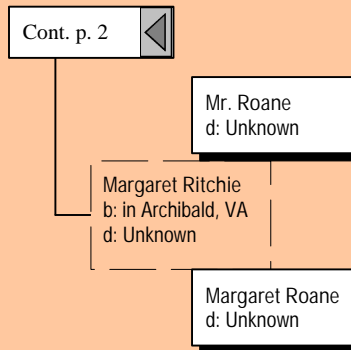 Cont. p. 2
Mr. Roane
d: Unknown
Margaret Ritchie
b: in Archibald, VA
d: Unknown
Margaret Roane
d: Unknown